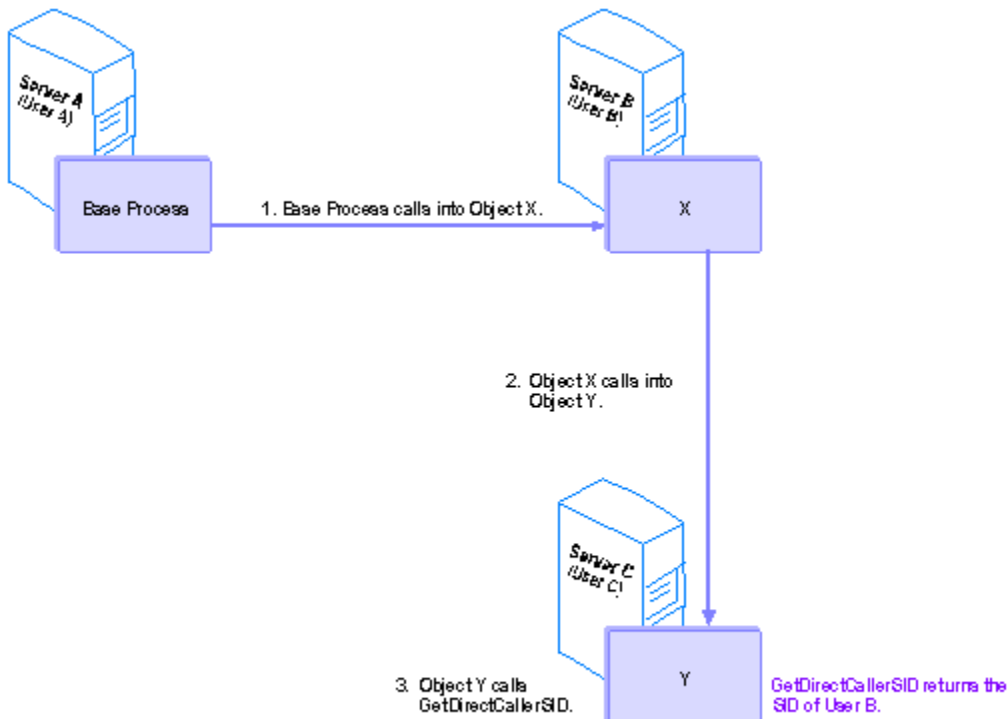 Server A
(User A)
Server B
(User B)
Base Process
1. Base Process calls into Object X.
X
2. Object X calls into
Object Y.
Server C
(User C)
3. Object Y calls
GetDirectCallerSID.
Y
GetDirectCallerSID returns the
SID of User B.